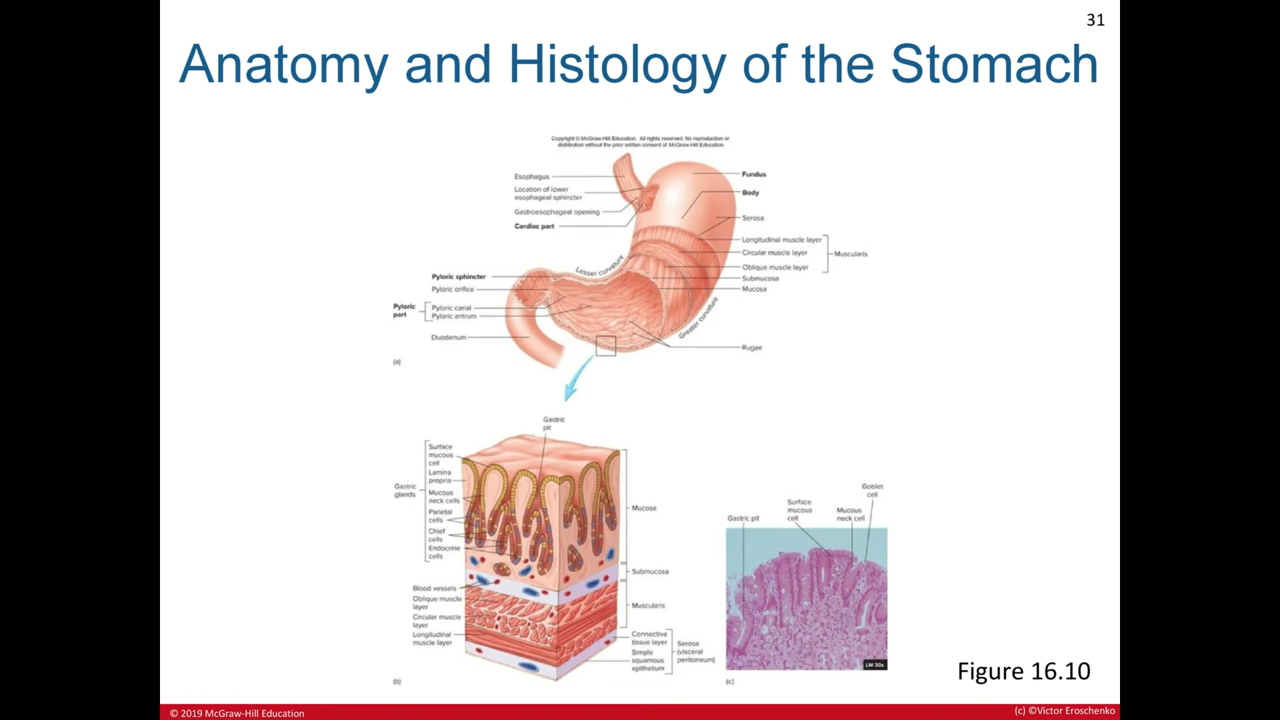 31
Anatomy and Histology of the Stomach
Copyright © McGraw-Hill Education. All rights reserved. No reproduction or
distribution without the prior written consent of McGraw-Hill Education.
Esophagus
Location of lower
esophageal sphincter
Gastroesophageal opening
Cardiac part
Fundus
Body
Serosa
Longitudinal muscle layer
Circular muscle layer
Oblique muscle layer
Muscularis
Submucosa
Mucosa
Lesser curvature
Greater curvature
Pyloric sphincter
Pyloric orifice
Pyloric
part
Pyloric canal
Pyloric antrum
Duodenum
Rugae
(a)
Gastric
pit
Gastric
glands
Surface
mucous
cell
Lamina
propria
Mucous
neck cells
Parietal
cells
Chief
cells
Endocrine
cells
Blood vessels
Oblique muscle
layer
Circular muscle
layer
Longitudinal
muscle layer
Mucosa
Submucosa
Muscularis
Connective
tissue layer
Simple
squamous
epithelium
Serosa
(visceral
peritoneum)
(b)
Gastric pit
Surface
mucous
cell
Mucous
neck cell
Goblet
cell
LM 30x
(c)
Figure 16.10
© 2019 McGraw-Hill Education
(c) ©Victor Eroschenko